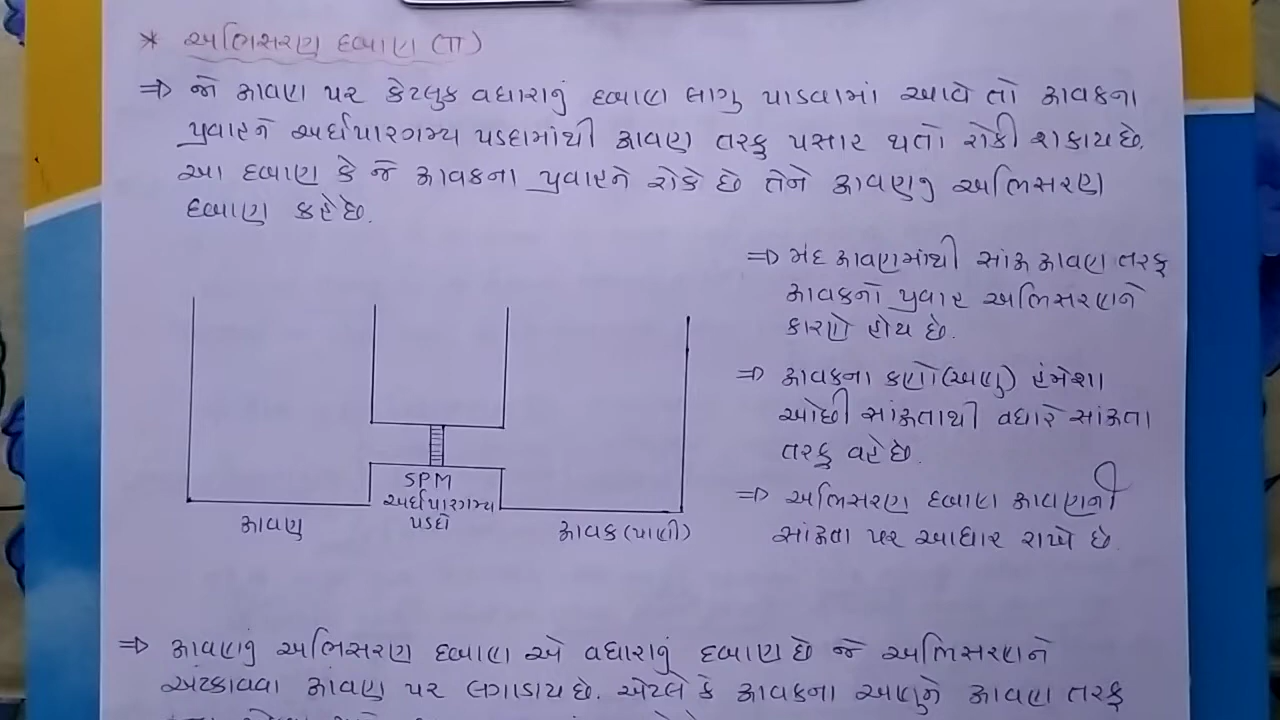 * અભિસરણ દબાણ (π)
⇒ જો દ્રાવણ પર કેટલુક વધારાનું દબાણ લાગુ પાડવામાં આવે તો દ્રાવકના
પ્રવાહને અર્ધપારગમ્ય પડદામાંથી દ્રાવણ તરફ પસાર થતો રોકી શકાય છે.
આ દબાણ કે જે દ્રાવકના પ્રવાહને રોકે છે તેને દ્રાવણનુ અભિસરણ
દબાણ કહે છે.
⇒ મંદ દ્રાવણમાંથી સાંદ્ર દ્રાવણ તરફ
દ્રાવકનો પ્રવાહ અભિસરણને
કારણે હોય છે.
⇒ દ્રાવકના કણો (અણુ) હંમેશા
ઓછી સાંદ્રતાથી વધારે સાંદ્રતા
તરફ વહે છે.
⇒ અભિસરણ દબાણ દ્રાવણની
સાંદ્રતા પર આધાર રાખે છે.
SPM
અર્ધપારગમ્ય
પડદો
દ્રાવણ
દ્રાવક (પાણી)
⇒ દ્રાવણનું અભિસરણ દબાણ એ વધારાનું દબાણ છે જે અભિસરણને
અટકાવવા દ્રાવણ પર લગાડાય છે. એટલે કે દ્રાવકના અણુને દ્રાવણ તરફ